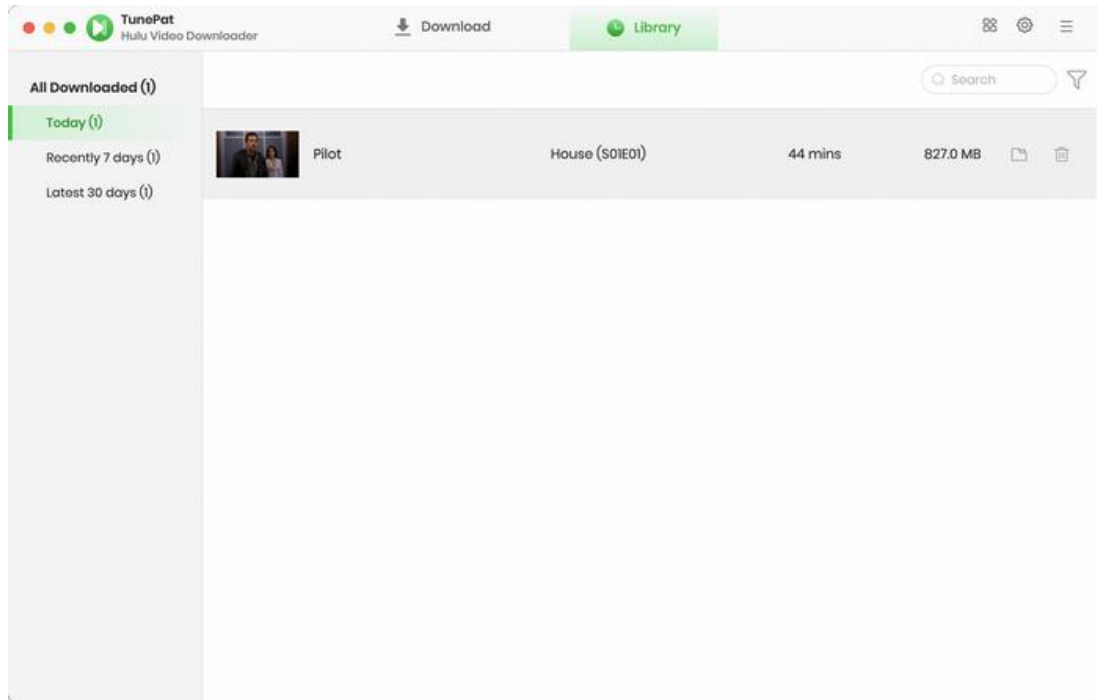 TunePat
Hulu Video Downloader
Download
Library
All Downloaded (1)
Search
Today (1)
Recently 7 days (1)
Latest 30 days (1)
Pilot House (S01E01) 44 mins 827.0 MB